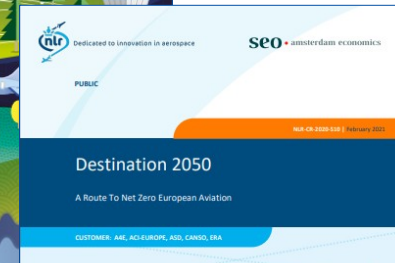 nlr Dedicated to innovation in aerospace
seo • amsterdam economics
PUBLIC
NLR-CR-2020-510 | February 2021
Destination 2050
A Route To Net Zero European Aviation
CUSTOMER: A4E, ACI-EUROPE, ASD, CANSO, ERA